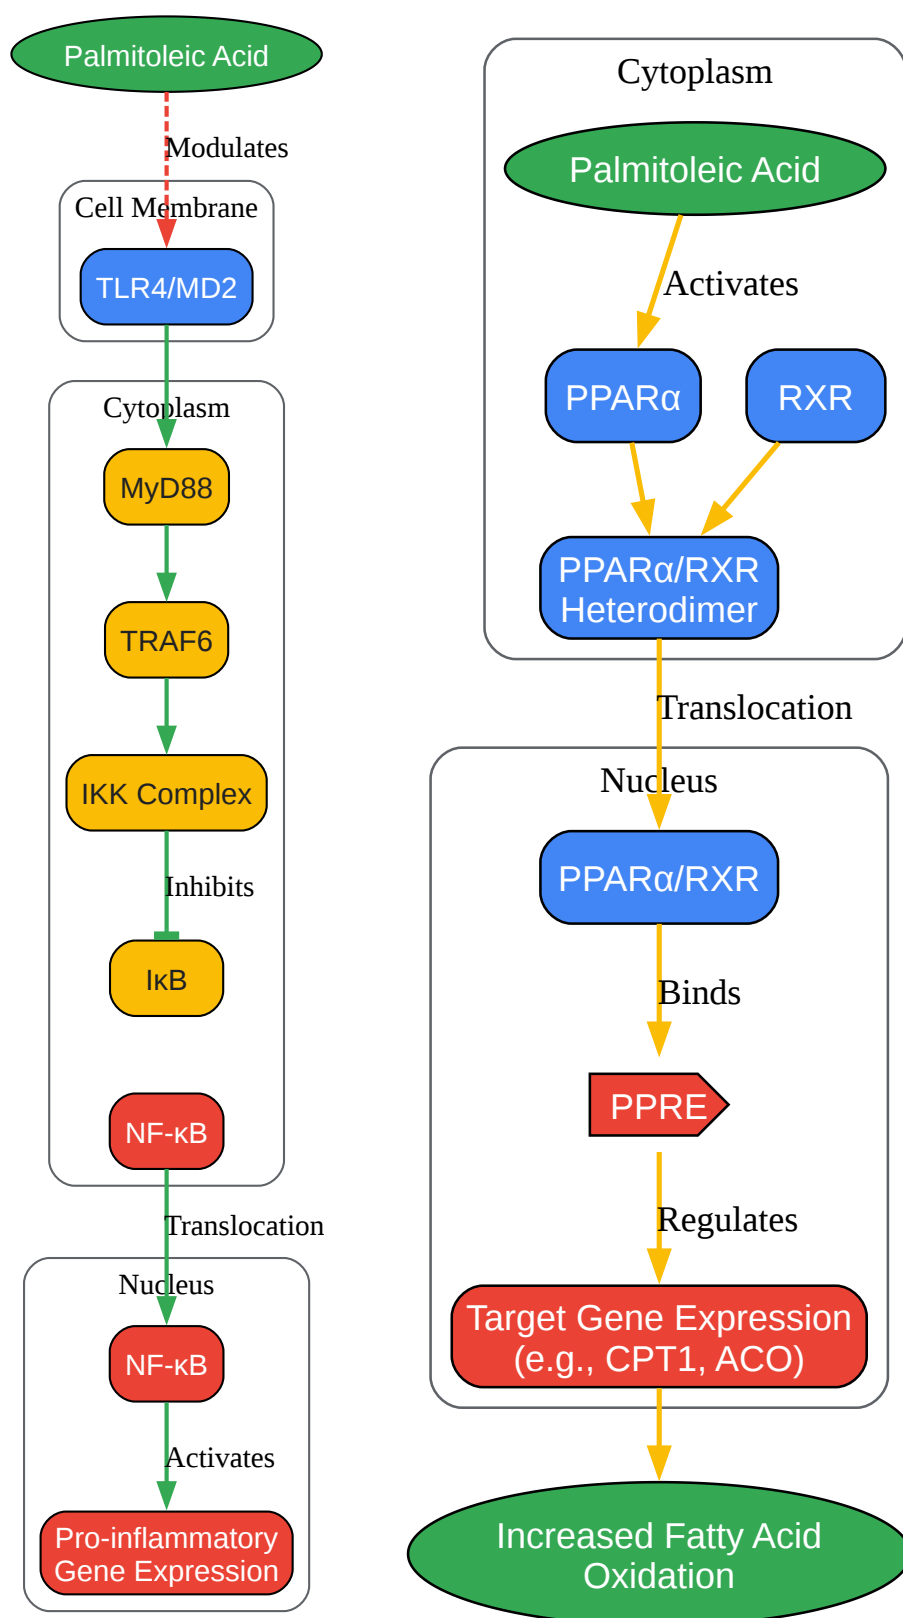 Palmitoleic Acid
Modulates
Cell Membrane
TLR4/MD2
Cytoplasm
MyD88
TRAF6
IKK Complex
Inhibits
IκB
NF-κB
Translocation
Nucleus
NF-κB
Activates
Pro-inflammatory
Gene Expression
Cytoplasm
Palmitoleic Acid
Activates
PPARα
RXR
PPARα/RXR
Heterodimer
Translocation
Nucleus
PPARα/RXR
Binds
PPRE
Regulates
Target Gene Expression
(e.g., CPT1, ACO)
Increased Fatty Acid
Oxidation